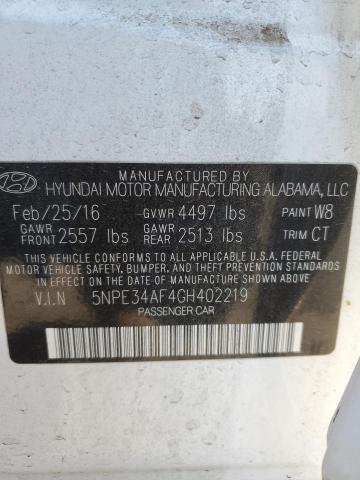 MANUFACTURED BY
HYUNDAI MOTOR MANUFACTURING ALABAMA, LLC
Feb/25/16 GVWR 4497 lbs PAINT W8
GAWR FRONT 2557 lbs GAWR REAR 2513 lbs TRIM CT
THIS VEHICLE CONFORMS TO ALL APPLICABLE U.S. FEDERAL
MOTOR VEHICLE SAFETY, BUMPER, AND THEFT PREVENTION
STANDARDS IN EFFECT ON THE DATE OF MANUFACTURE SHOWN ABOVE.
V.I.N 5NPE34AF4GH402219
PASSENGER CAR